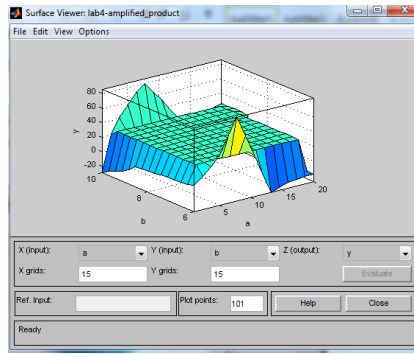 Surface Viewer: lab4-amplified_product
File Edit View Options
80
60
40
20
0
-20
y
10
8
6
b
5
10
15
20
a
X (input): a Y (input): b Z (output): y
X grids: 15 Y grids: 15 Evaluate
Ref. Input: Plot points: 101 Help Close
Ready